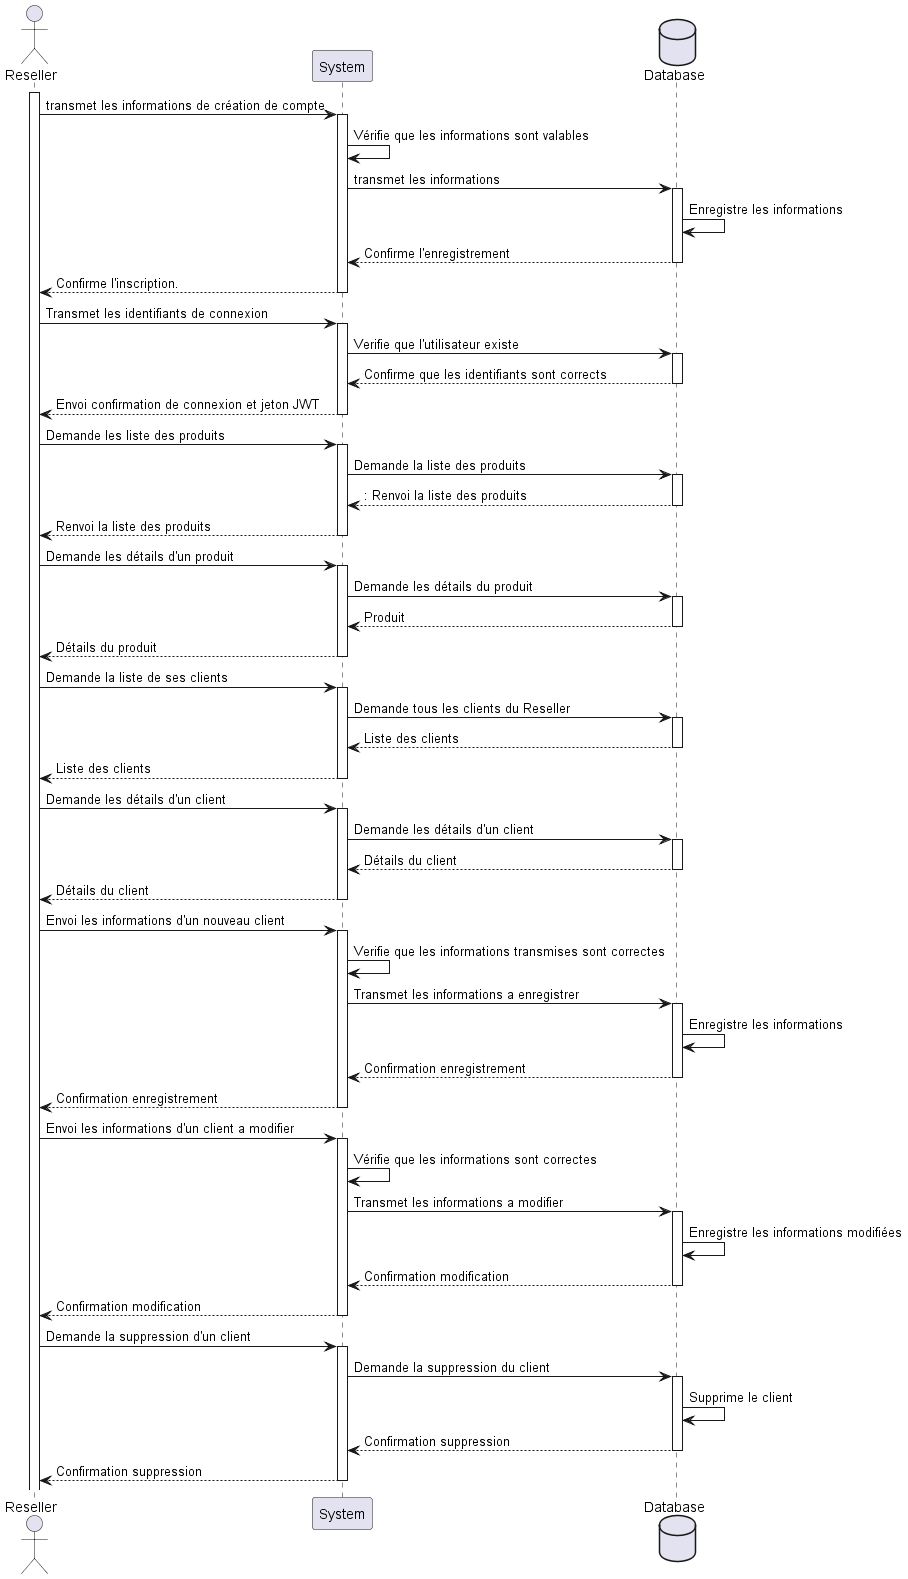 Reseller
System
Database
transmet les informations de création de compte
Vérifie que les informations sont valables
transmet les informations
Enregistre les informations
Confirme l'enregistrement
Confirme l'inscription.
Transmet les identifiants de connexion
Verifie que l'utilisateur existe
Confirme que les identifiants sont corrects
Envoi confirmation de connexion et jeton JWT
Demande les liste des produits
Demande la liste des produits
: Renvoi la liste des produits
Renvoi la liste des produits
Demande les détails d'un produit
Demande les détails du produit
Produit
Détails du produit
Demande la liste de ses clients
Demande tous les clients du Reseller
Liste des clients
Liste des clients
Demande les détails d'un client
Demande les détails d'un client
Détails du client
Détails du client
Envoi les informations d'un nouveau client
Verifie que les informations transmises sont correctes
Transmet les informations a enregistrer
Enregistre les informations
Confirmation enregistrement
Confirmation enregistrement
Envoi les informations d'un client a modifier
Vérifie que les informations sont correctes
Transmet les informations a modifier
Enregistre les informations modifiées
Confirmation modification
Confirmation modification
Demande la suppression d'un client
Demande la suppression du client
Supprime le client
Confirmation suppression
Confirmation suppression
Reseller
System
Database